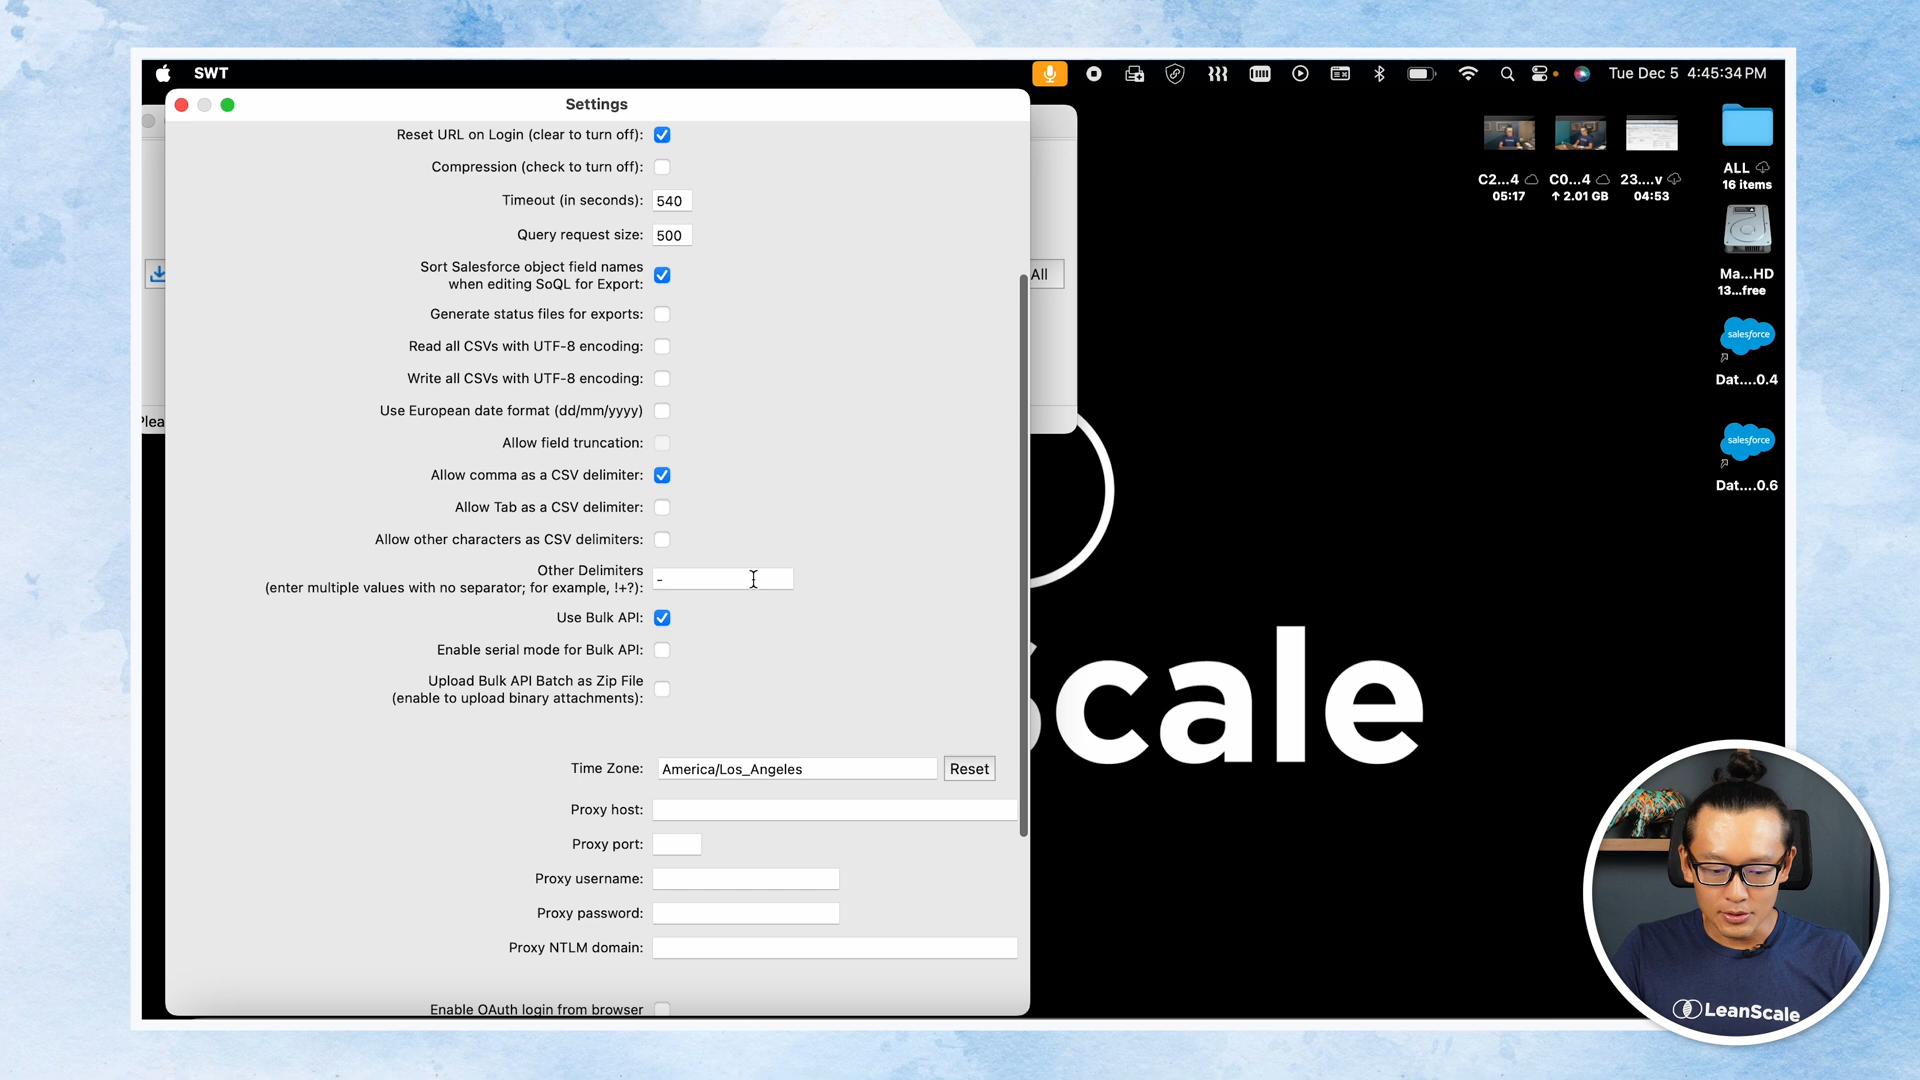 SWT
Tue Dec 5 4:45:34 PM
Settings
Reset URL on Login (clear to turn off):
Compression (check to turn off):
Timeout (in seconds): 540
Query request size: 500
Sort Salesforce object field names
when editing SoQL for Export:
Generate status files for exports:
Read all CSVs with UTF-8 encoding:
Write all CSVs with UTF-8 encoding:
Use European date format (dd/mm/yyyy)
Allow field truncation:
Allow comma as a CSV delimiter:
Allow Tab as a CSV delimiter:
Allow other characters as CSV delimiters:
Other Delimiters
(enter multiple values with no separator; for example, !+?): -
Use Bulk API:
Enable serial mode for Bulk API:
Upload Bulk API Batch as Zip File
(enable to upload binary attachments):
Time Zone: America/Los_Angeles Reset
Proxy host:
Proxy port:
Proxy username:
Proxy password:
Proxy NTLM domain:
Enable OAuth login from browser
All
Plea
C2...4
05:17
C0...4
↑ 2.01 GB
23....v
04:53
ALL
16 items
Ma...HD
13...free
salesforce
Dat....0.4
salesforce
Dat....0.6
Scale
LeanScale